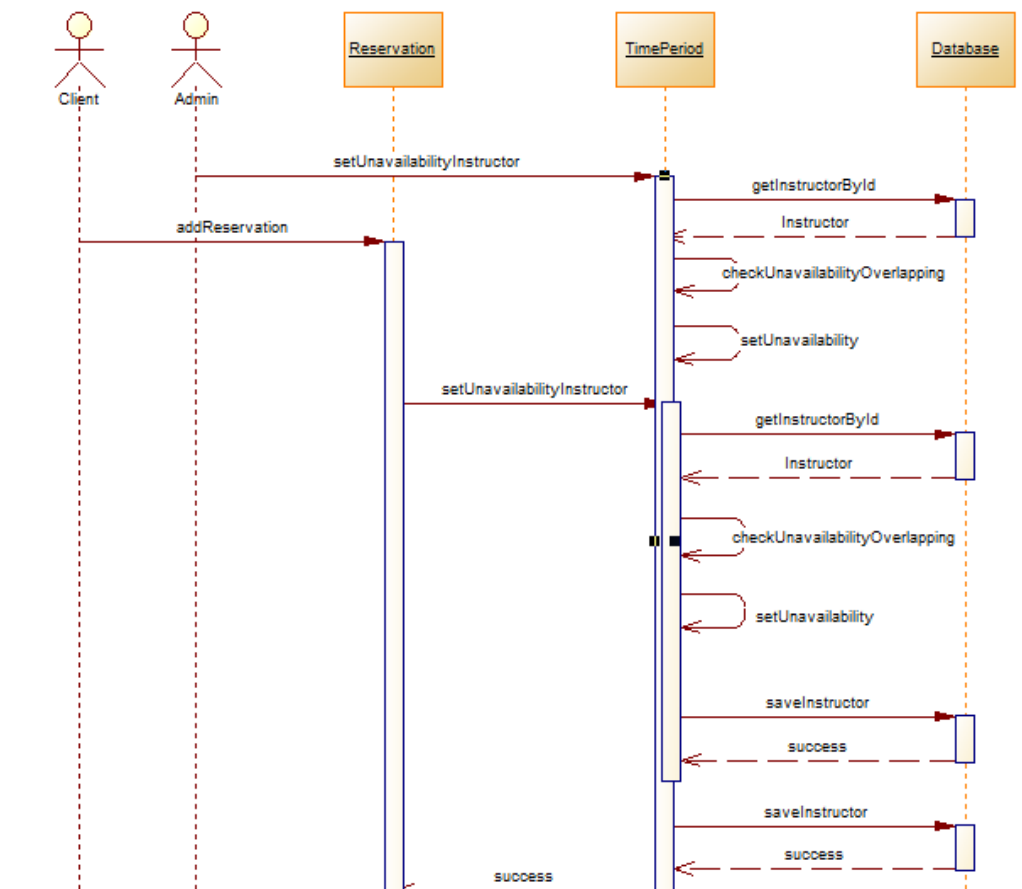 Client
Admin
Reservation
TimePeriod
Database
setUnavailabilityInstructor
getInstructorById
addReservation
Instructor
checkUnavailabilityOverlapping
setUnavailability
setUnavailabilityInstructor
getInstructorById
Instructor
checkUnavailabilityOverlapping
setUnavailability
saveInstructor
success
saveInstructor
success
success